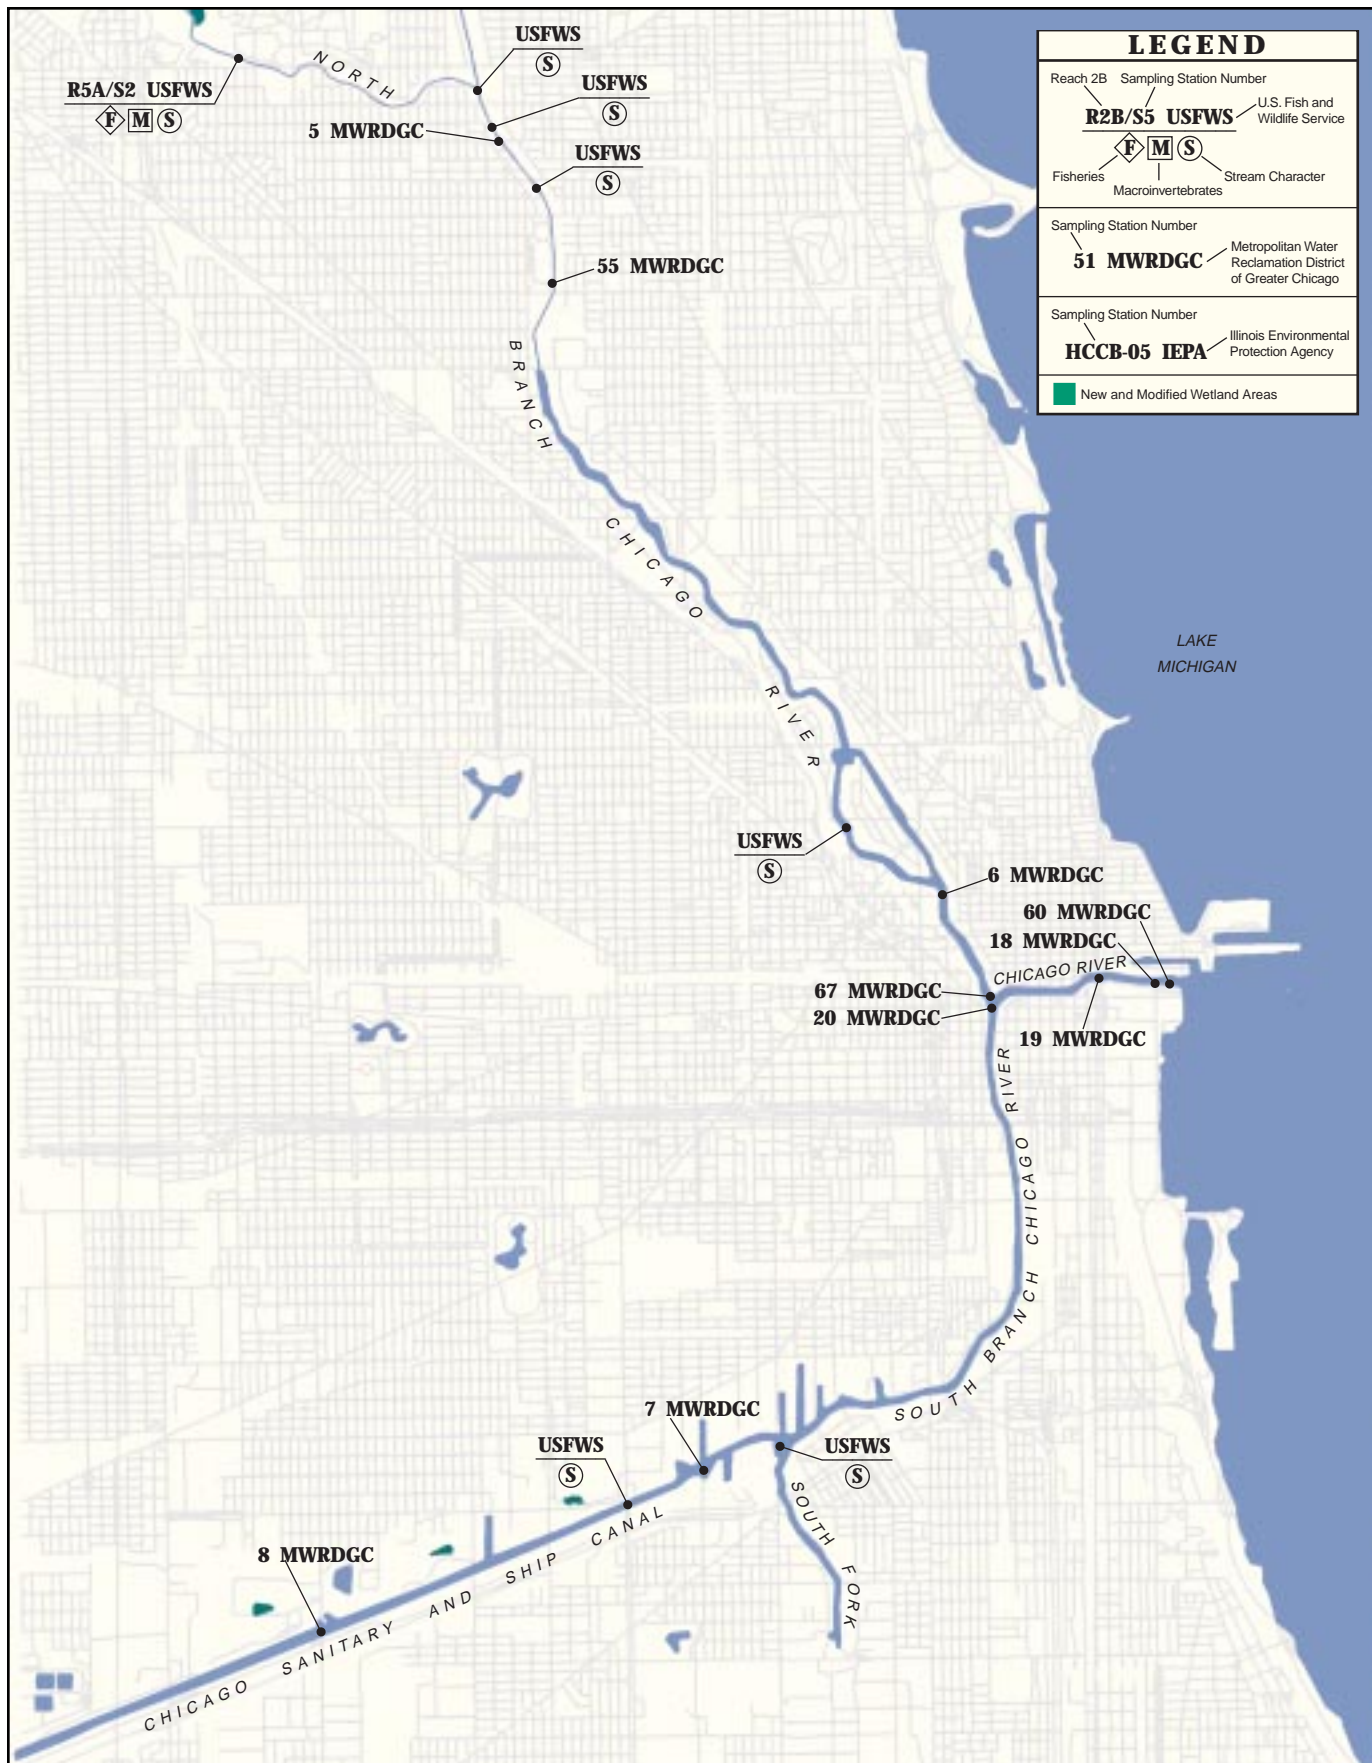 LEGEND
Reach 2B Sampling Station Number
R2B/S5 USFWS
U.S. Fish and
Wildlife Service
F M S
Fisheries
Macroinvertebrates
Stream Character
Sampling Station Number
51 MWRDGC
Metropolitan Water
Reclamation District
of Greater Chicago
Sampling Station Number
HCCB-05 IEPA
Illinois Environmental
Protection Agency
New and Modified Wetland Areas
USFWS
S
NORTH
R5A/S2 USFWS
F M S
USFWS
S
5 MWRDGC
USFWS
S
55 MWRDGC
BRANCH
CHICAGO
RIVER
LAKE
MICHIGAN
USFWS
S
6 MWRDGC
60 MWRDGC
18 MWRDGC
CHICAGO RIVER
67 MWRDGC
20 MWRDGC
19 MWRDGC
SOUTH BRANCH CHICAGO RIVER
7 MWRDGC
USFWS
S
USFWS
S
SOUTH FORK
8 MWRDGC
CHICAGO SANITARY AND SHIP CANAL